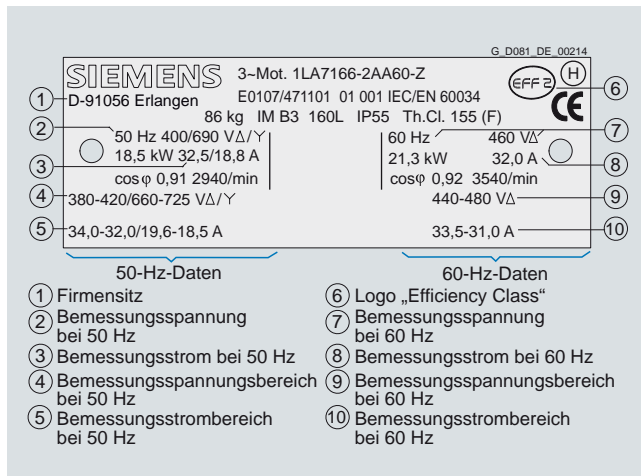 G_D081_DE_00214
SIEMENS 3~Mot. 1LA7166-2AA60-Z EFF 2 H
① D-91056 Erlangen E0107/471101 01 001 IEC/EN 60034 CE ⑥
86 kg IM B3 160L IP55 Th.Cl. 155 (F)
② 50 Hz 400/690 VΔ/Y 60 Hz 460 VΔ ⑦
③ 18,5 kW 32,5/18,8 A 21,3 kW 32,0 A ⑧
cosφ 0,91 2940/min cosφ 0,92 3540/min
④ 380-420/660-725 VΔ/Y 440-480 VΔ ⑨
⑤ 34,0-32,0/19,6-18,5 A 33,5-31,0 A ⑩
50-Hz-Daten 60-Hz-Daten
① Firmensitz
② Bemessungsspannung
bei 50 Hz
③ Bemessungsstrom bei 50 Hz
④ Bemessungsspannungsbereich
bei 50 Hz
⑤ Bemessungsstrombereich
bei 50 Hz
⑥ Logo „Efficiency Class“
⑦ Bemessungsspannung
bei 60 Hz
⑧ Bemessungsstrom bei 60 Hz
⑨ Bemessungsspannungsbereich
bei 60 Hz
⑩ Bemessungsstrombereich
bei 60 Hz